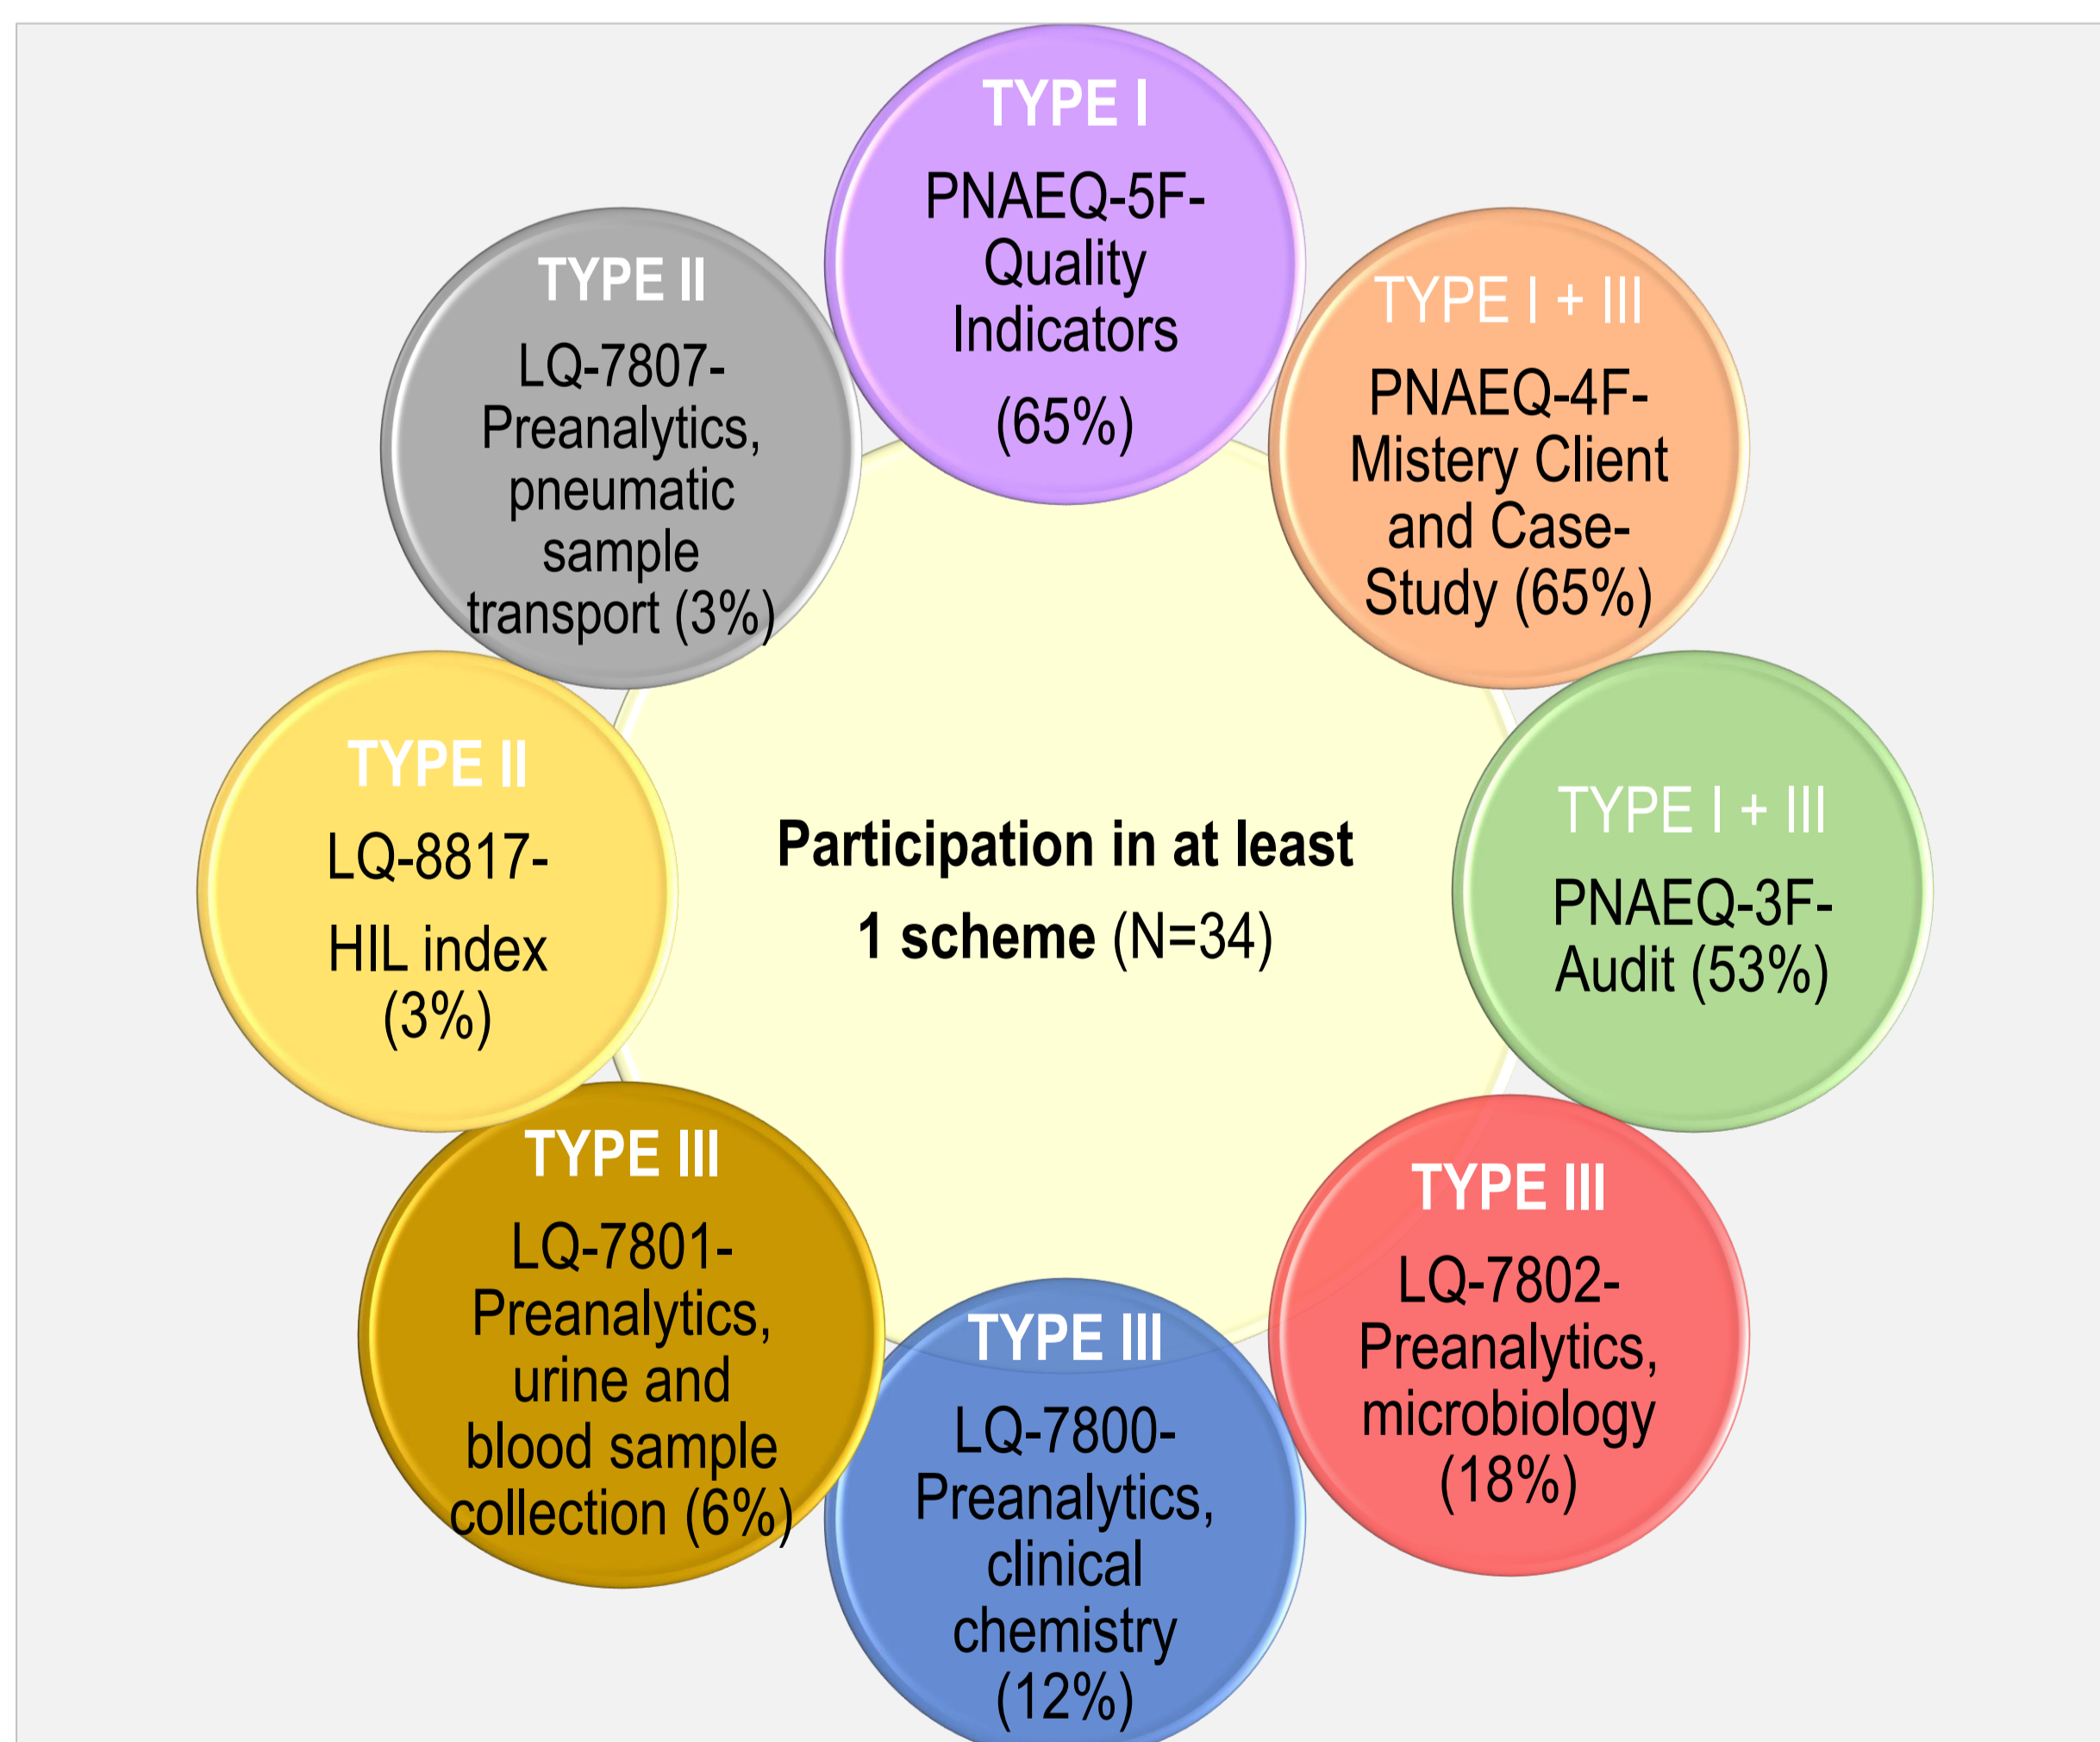 TYPE I
PNAEQ-5F-
Quality
Indicators
(65%)
TYPE I + III
PNAEQ-4F-
Mistery Client
and Case-
Study (65%)
TYPE I + III
PNAEQ-3F-
Audit (53%)
TYPE III
LQ-7802-
Preanalytics,
microbiology
(18%)
TYPE III
LQ-7800-
Preanalytics,
clinical
chemistry
(12%)
TYPE III
LQ-7801-
Preanalytics,
urine and
blood sample
collection (6%)
TYPE II
LQ-8817-
HIL index
(3%)
TYPE II
LQ-7807-
Preanalytics,
pneumatic
sample
transport (3%)
Participation in at least
1 scheme (N=34)